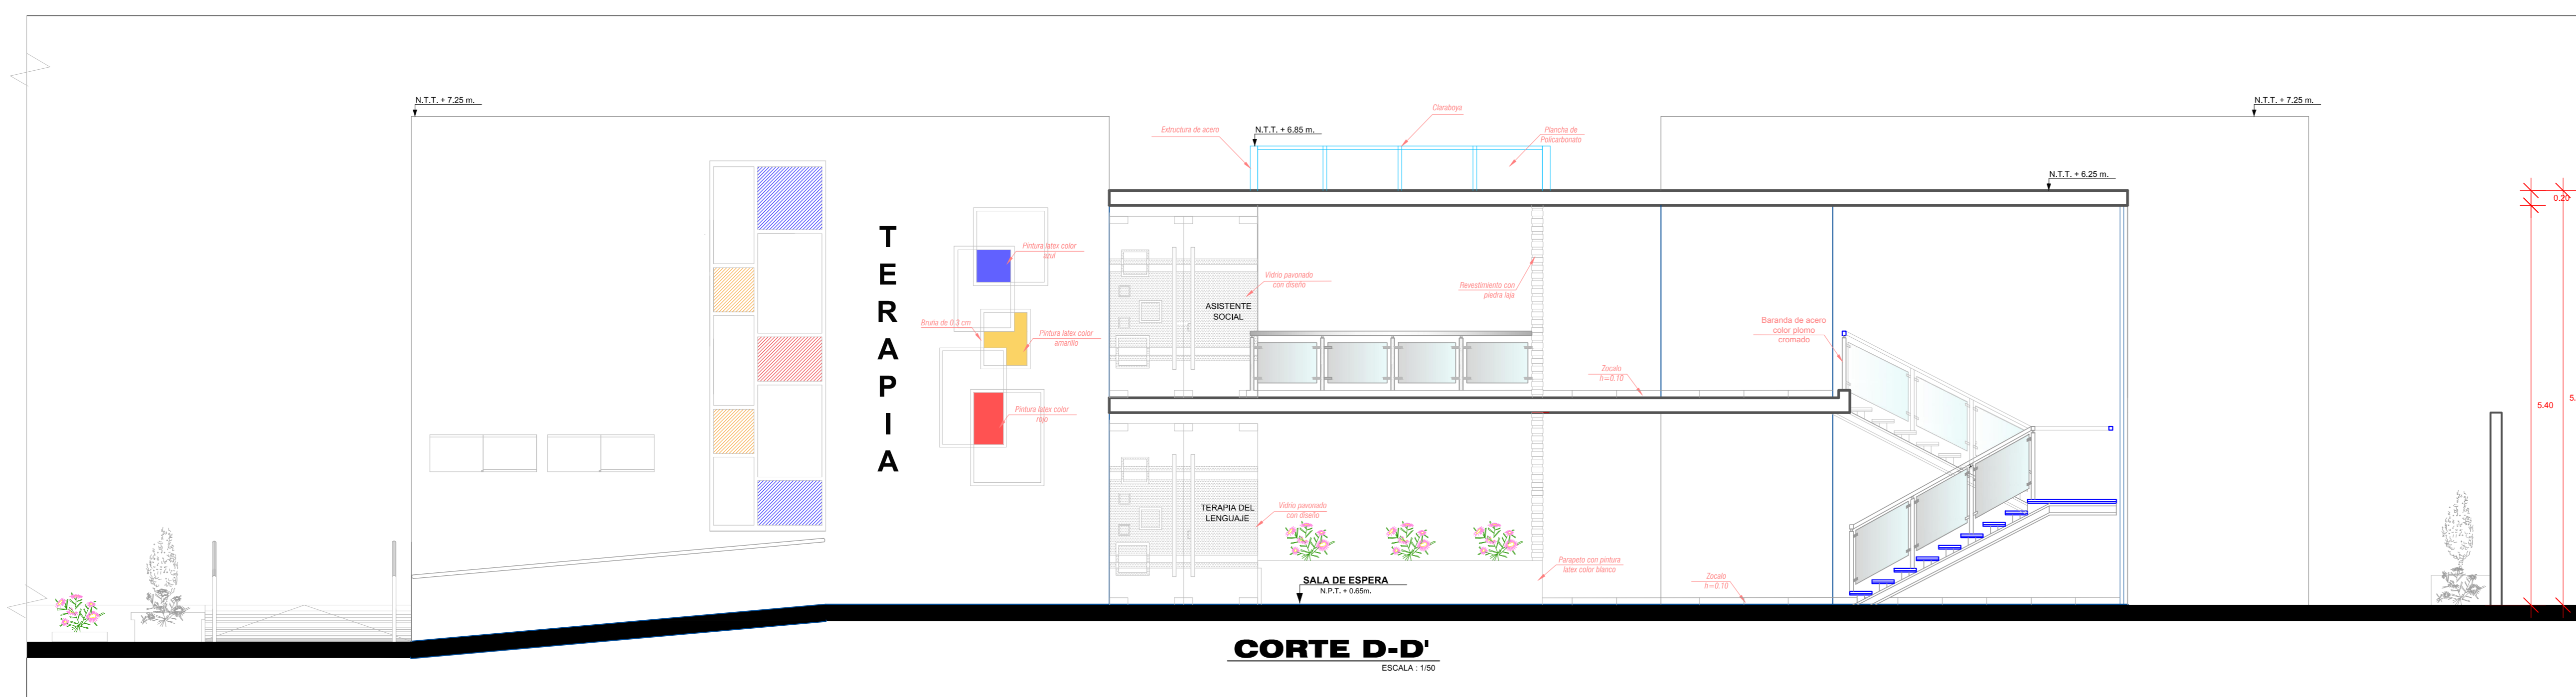 N.T.T. + 7.25 m.
N.T.T. + 7.25 m.
Claraboya
Extructura de acero
N.T.T. + 6.85 m.
Plancha de
Policarbonato
N.T.T. + 6.25 m.
0.20
T
E
R
A
P
I
A
Pintura latex color
azul
Bruña de 0.3 cm
Pintura latex color
amarillo
Pintura latex color
rojo
Vidrio pavonado
con diseño
ASISTENTE
SOCIAL
Revestimiento con
piedra laja
Baranda de acero
color plomo
cromado
Zocalo
h=0.10
5.40
5.
TERAPIA DEL
LENGUAJE
Vidrio pavonado
con diseño
Parapeto con pintura
latex color blanco
SALA DE ESPERA
N.P.T. + 0.65m.
Zocalo
h=0.10
CORTE D-D'
ESCALA : 1/50